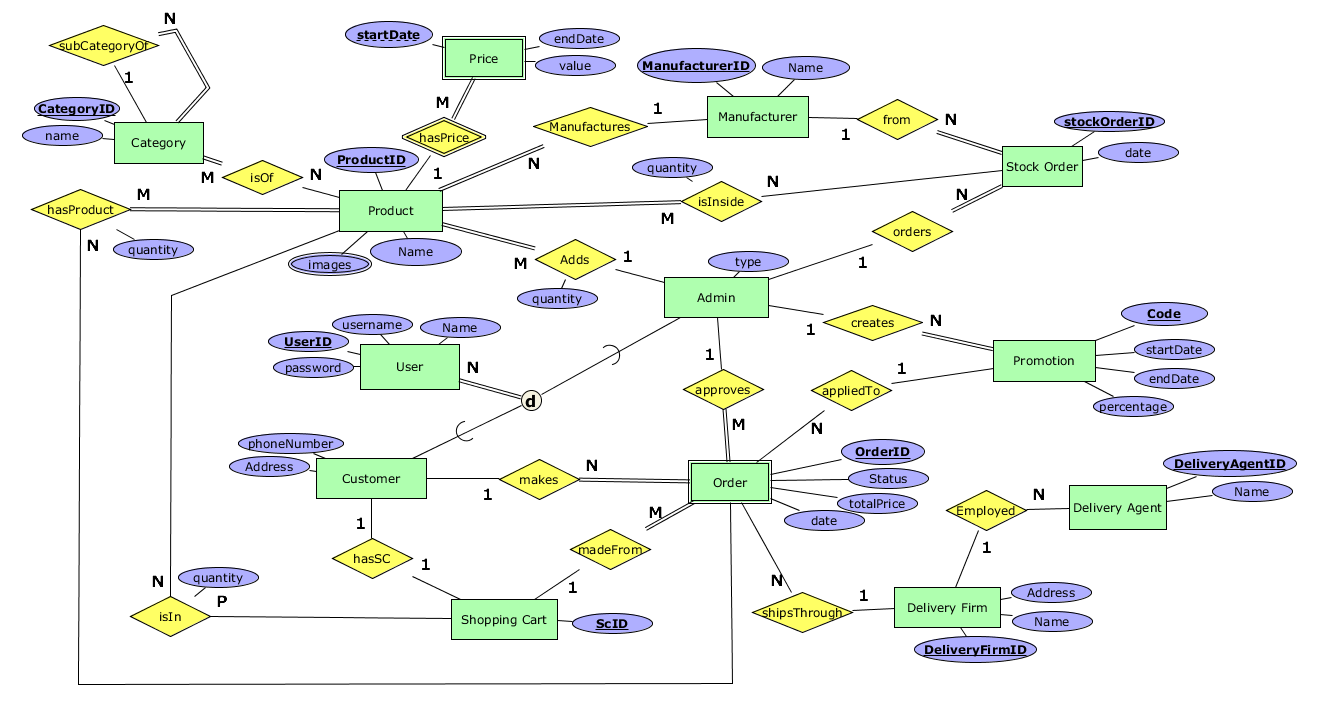 N
subCategoryOf
startDate
endDate
Price
value
1
ManufacturerID
Name
CategoryID
M
name
Category
hasPrice
Manufactures
1
Manufacturer
1
from
N
stockOrderID
date
M
isOf
N
ProductID
1
N
quantity
N
Stock Order
hasProduct
M
Product
M
isInside
N
orders
N
quantity
images
Name
M
Adds
1
1
type
quantity
Admin
username
Name
UserID
User
N
password
1
creates
N
Code
startDate
Promotion
endDate
percentage
d
1
approves
M
appliedTo
1
N
phoneNumber
Address
Customer
1
makes
N
Order
OrderID
Status
totalPrice
date
DeliveryAgentID
Name
Delivery Agent
N
Employed
1
M
1
hasSC
1
madeFrom
1
N
quantity
P
isIn
Shopping Cart
ScID
N
shipsThrough
1
Delivery Firm
Address
Name
DeliveryFirmID